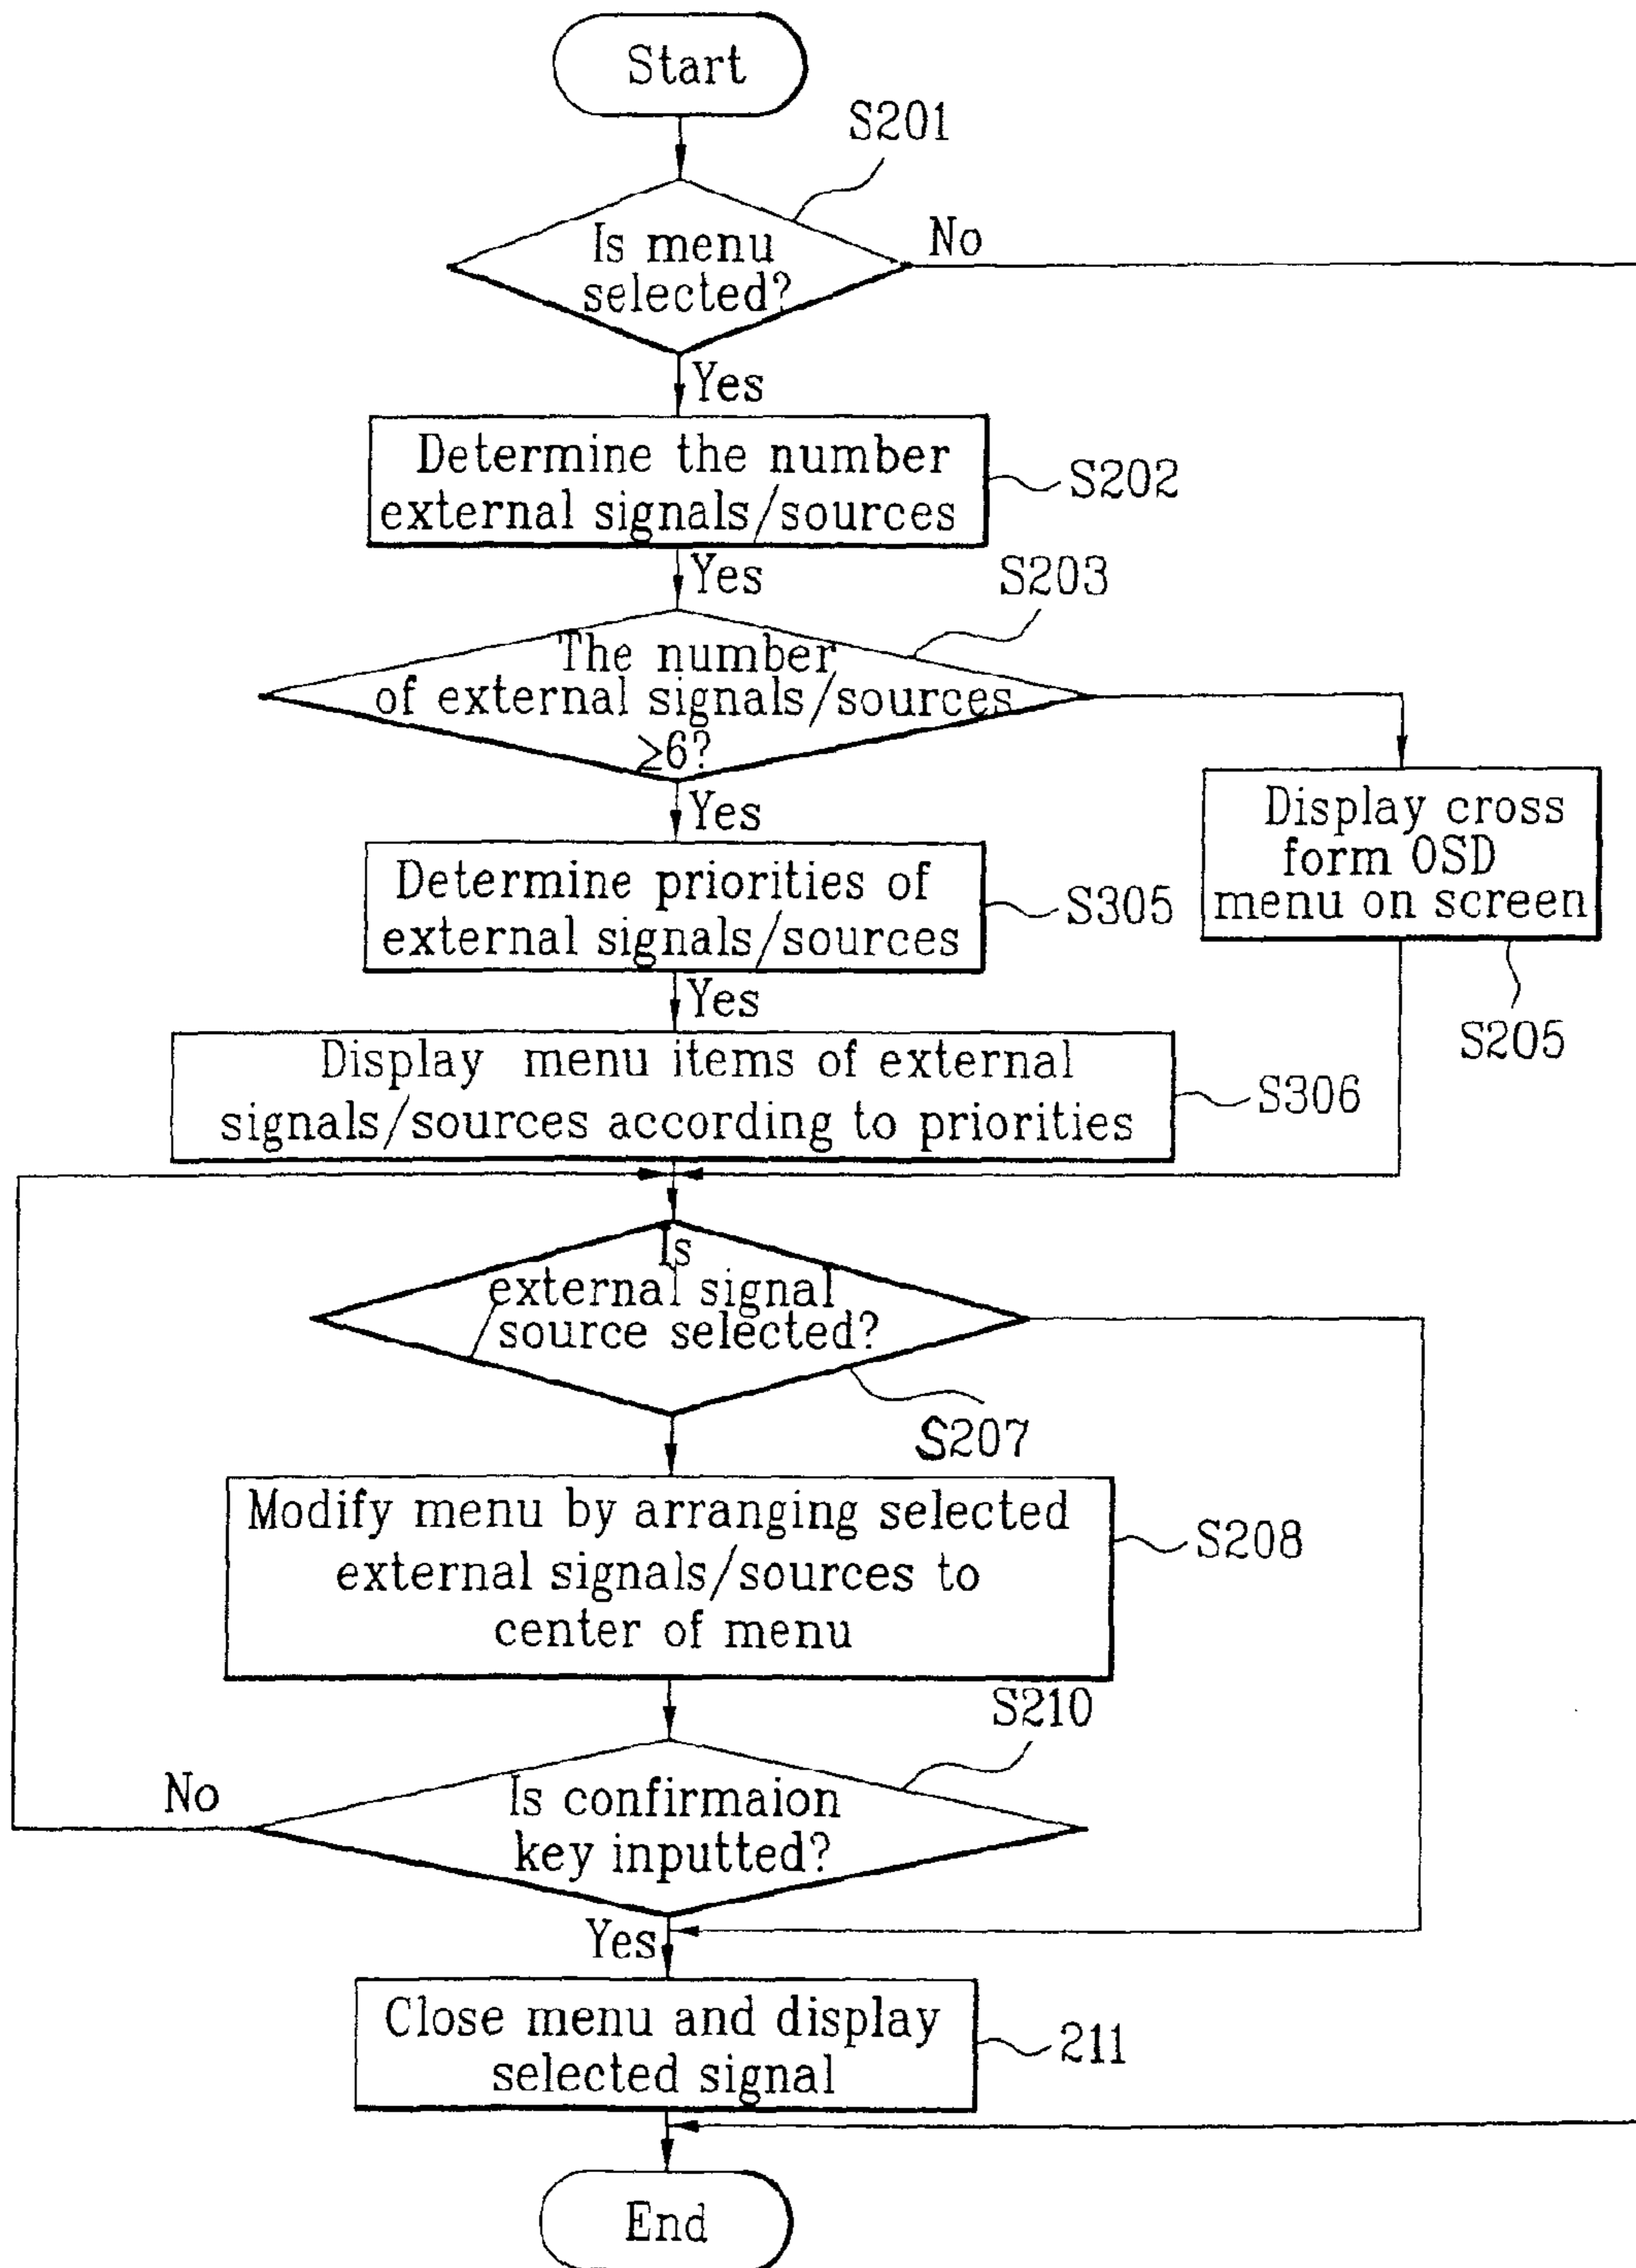 Start
S201
Is menu
selected?
No
Yes
Determine the number
external signals/sources
S202
Yes
S203
The number
of external signals/sources
≥6?
Yes
Display cross
form OSD
menu on screen
S205
Determine priorities of
external signals/sources
S305
Yes
Display menu items of external
signals/sources according to priorities
S306
Is
external signal
/source selected?
S207
Modify menu by arranging selected
external signals/sources to
center of menu
S208
S210
No
Is confirmaion
key inputted?
Yes
Close menu and display
selected signal
211
End